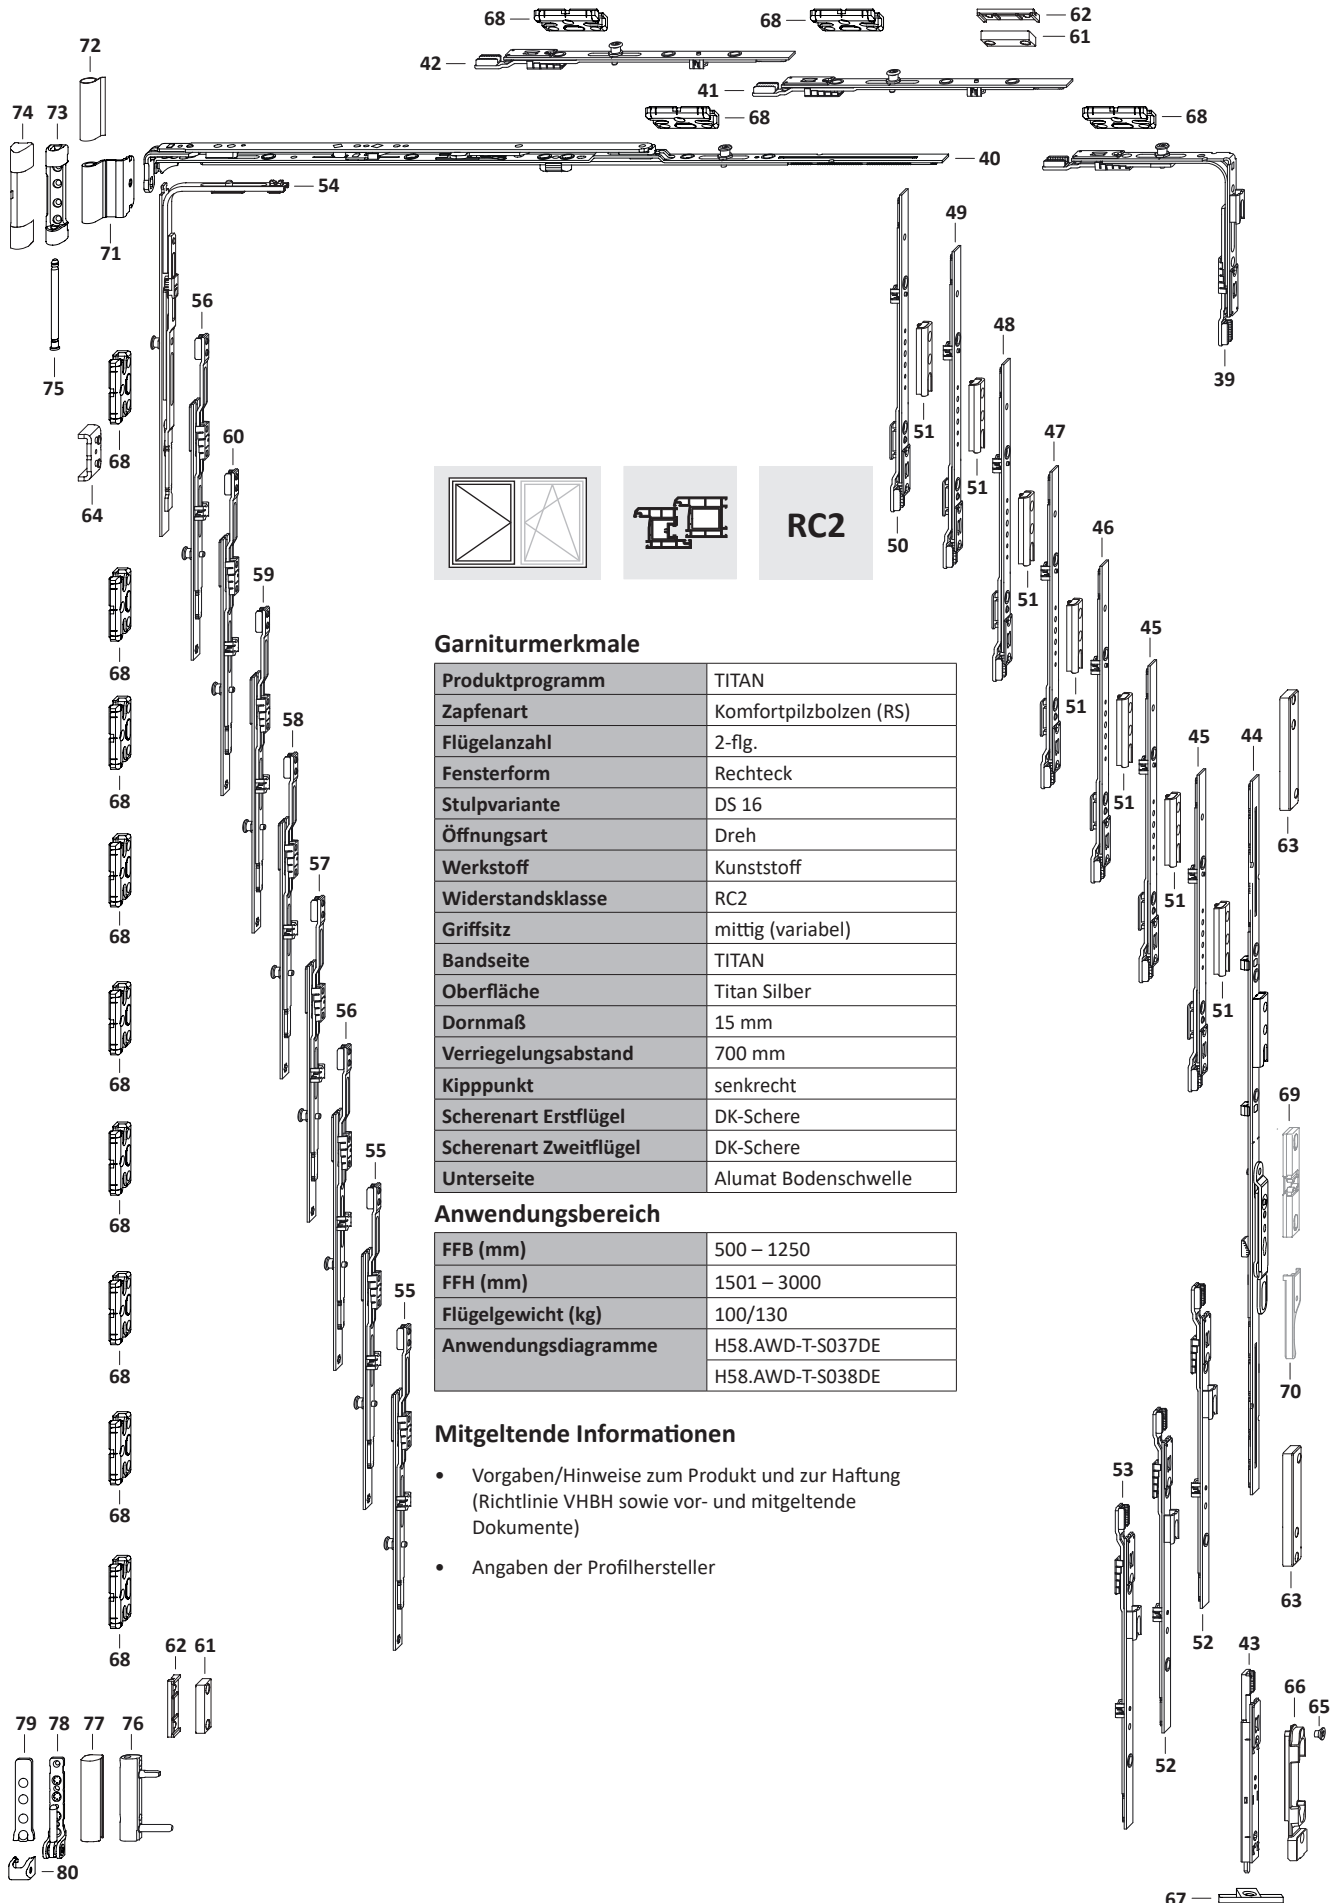 68
68
62
61
42
41
68
68
72
74 73
40
54
71
49
56
48
39
75
51
47
60
68
64
51
RC2
50
46
59
51
45
Garniturmerkmale
Produktprogramm TITAN
Zapfenart Komfortpilzbolzen (RS)
Flügelanzahl 2-flg.
Fensterform Rechteck
Stulpvariante DS 16
Öffnungsart Dreh
Werkstoff Kunststoff
Widerstandsklasse RC2
Griffsitz mittig (variabel)
Bandseite TITAN
Oberfläche Titan Silber
Dornmaß 15 mm
Verriegelungsabstand 700 mm
Kipppunkt senkrecht
Scherenart Erstflügel DK-Schere
Scherenart Zweitflügel DK-Schere
Unterseite Alumat Bodenschwelle
68
58
51
45 44
68
51
63
57
51
68
56
51
68
69
55
68
Anwendungsbereich
FFB (mm) 500 – 1250
FFH (mm) 1501 – 3000
Flügelgewicht (kg) 100/130
Anwendungsdiagramme H58.AWD-T-S037DE
H58.AWD-T-S038DE
55
68
70
Mitgeltende Informationen
• Vorgaben/Hinweise zum Produkt und zur Haftung
(Richtlinie VHBH sowie vor- und mitgeltende
Dokumente)
• Angaben der Profilhersteller
53
68
63
68
62 61
52
43
66
65
79 78 77 76
52
80
67